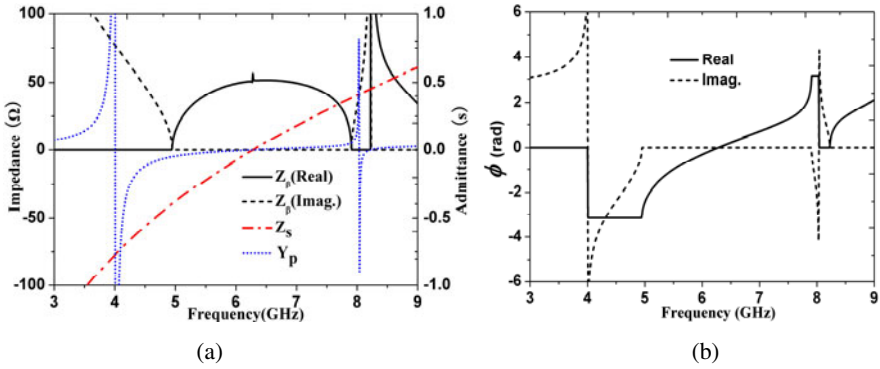 100
50
0
-50
-100
Impedance (Ω)
1.0
0.5
0.0
-0.5
-1.0
Admittance (s)
Zβ(Real)
Zβ(Imag.)
Zs
Yp
3 4 5 6 7 8 9
Frequency(GHz)
(a)
6
4
2
0
-2
-4
-6
ϕ (rad)
Real
Imag.
3 4 5 6 7 8 9
Frequency (GHz)
(b)